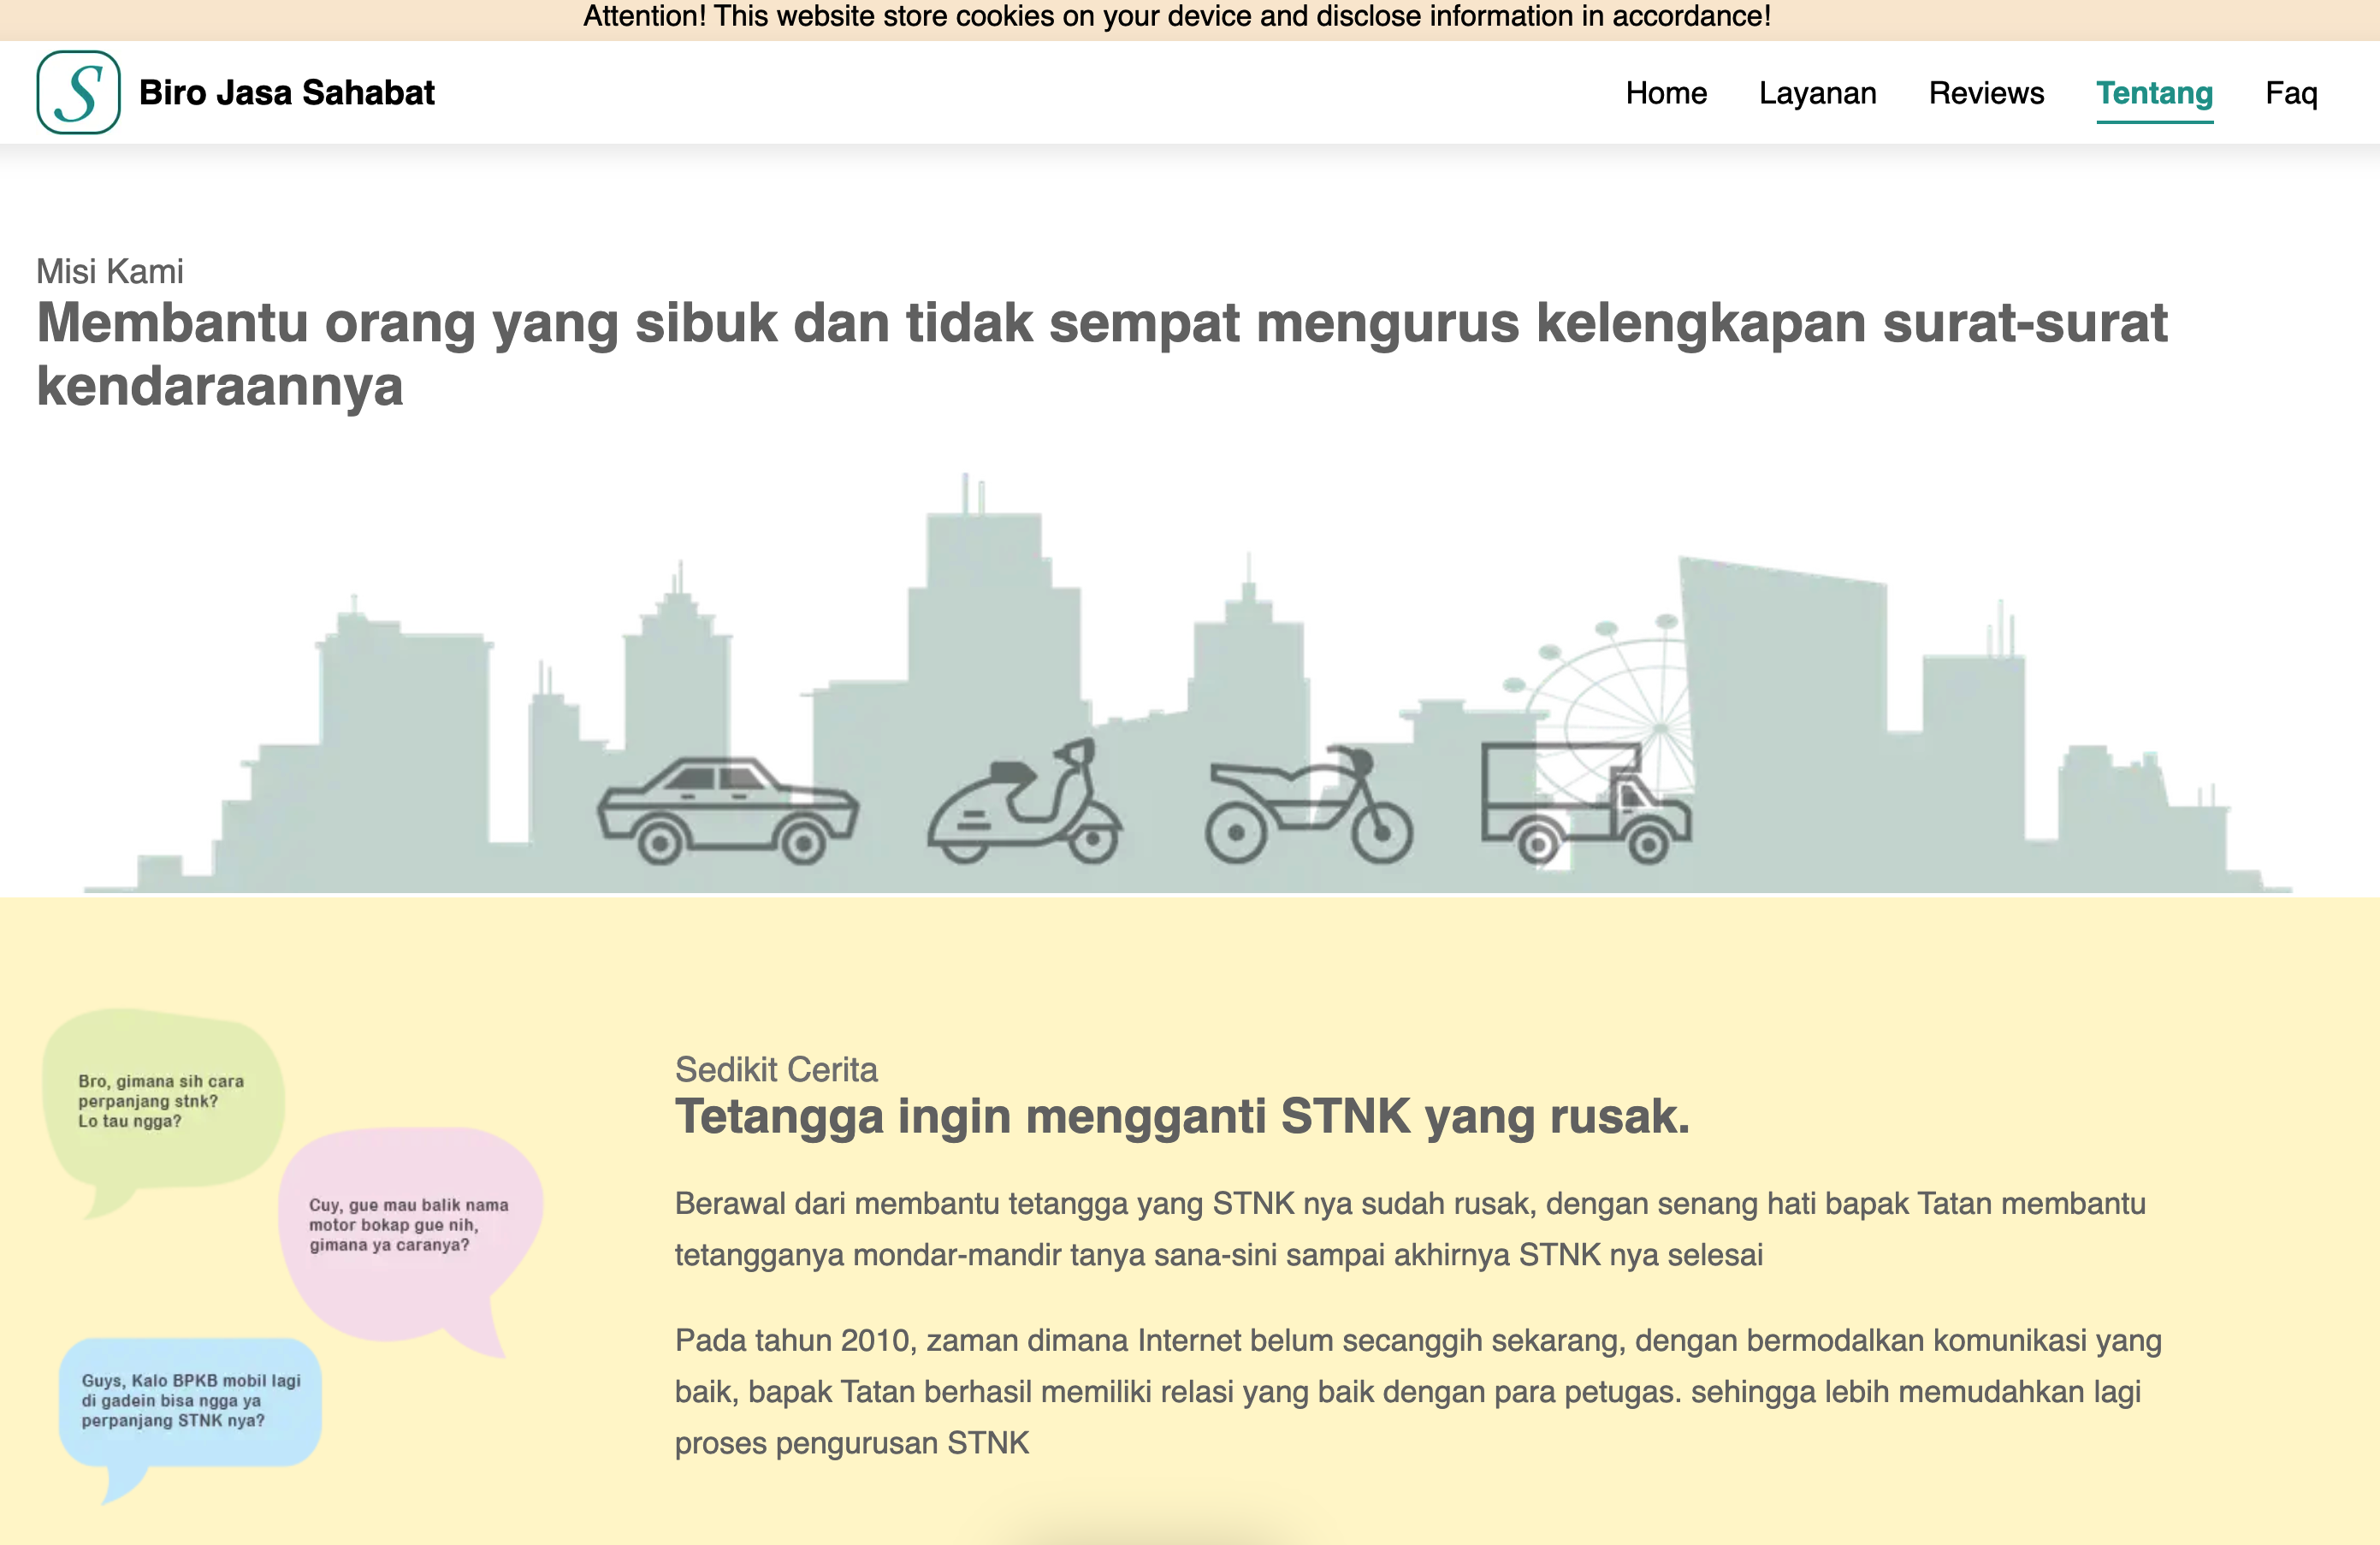 Attention! This website store cookies on your device and disclose information in accordance!
S
Biro Jasa Sahabat
Home
Layanan
Reviews
Tentang
Faq
Misi Kami
Membantu orang yang sibuk dan tidak sempat mengurus kelengkapan surat-surat
kendaraannya
Bro, gimana sih cara
perpanjang stnk?
Lo tau ngga?
Cuy, gue mau balik nama
motor bokap gue nih,
gimana ya caranya?
Guys, Kalo BPKB mobil lagi
di gadein bisa ngga ya
perpanjang STNK nya?
Sedikit Cerita
Tetangga ingin mengganti STNK yang rusak.
Berawal dari membantu tetangga yang STNK nya sudah rusak, dengan senang hati bapak Tatan membantu
tetangganya mondar-mandir tanya sana-sini sampai akhirnya STNK nya selesai
Pada tahun 2010, zaman dimana Internet belum secanggih sekarang, dengan bermodalkan komunikasi yang
baik, bapak Tatan berhasil memiliki relasi yang baik dengan para petugas. sehingga lebih memudahkan lagi
proses pengurusan STNK